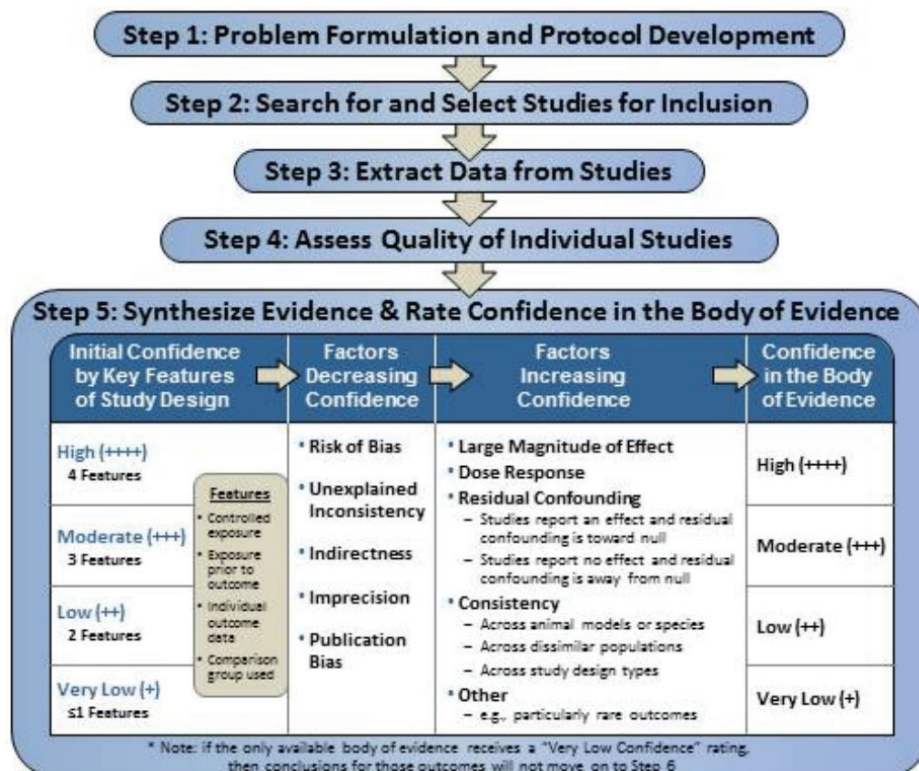 Step 1: Problem Formulation and Protocol Development
Step 2: Search for and Select Studies for Inclusion
Step 3: Extract Data from Studies
Step 4: Assess Quality of Individual Studies
Step 5: Synthesize Evidence & Rate Confidence in the Body of Evidence
Initial Confidence
by Key Features
of Study Design
Factors
Decreasing
Confidence
Factors
Increasing
Confidence
Confidence
in the Body
of Evidence
High (++++)
4 Features
Moderate (+++)
3 Features
Low (++)
2 Features
Very Low (+)
≤1 Features
Features
• Controlled
exposure
• Exposure
prior to
outcome
• Individual
outcome
data
• Comparison
group used
• Risk of Bias
• Unexplained
Inconsistency
• Indirectness
• Imprecision
• Publication
Bias
• Large Magnitude of Effect
• Dose Response
• Residual Confounding
– Studies report an effect and residual
confounding is toward null
– Studies report no effect and residual
confounding is away from null
• Consistency
– Across animal models or species
– Across dissimilar populations
– Across study design types
• Other
– e.g., particularly rare outcomes
High (++++)
Moderate (+++)
Low (++)
Very Low (+)
* Note: if the only available body of evidence receives a "Very Low Confidence" rating,
then conclusions for those outcomes will not move on to Step 6